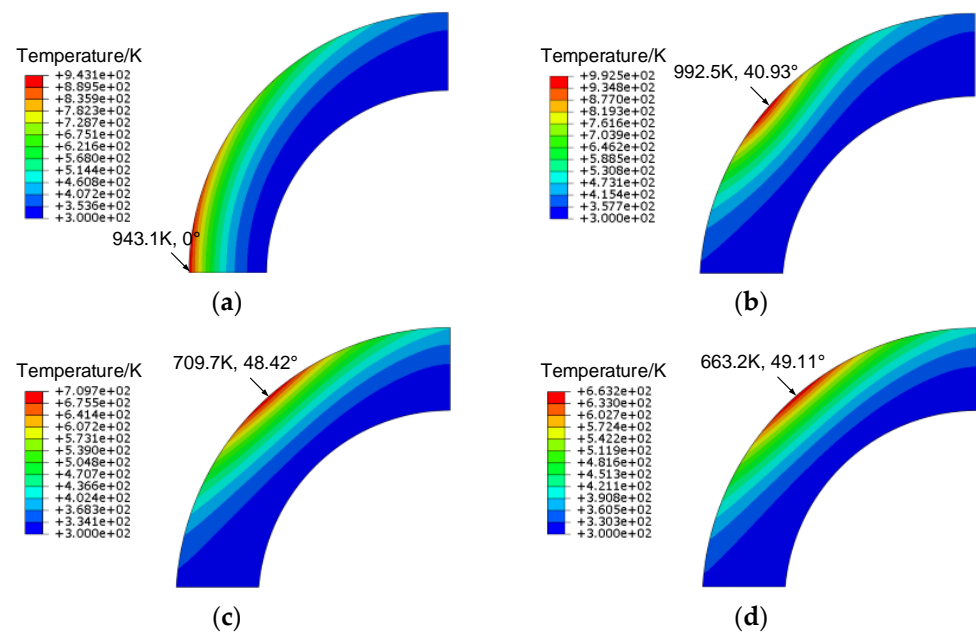 Temperature/K
+9.431e+02
+8.895e+02
+8.359e+02
+7.823e+02
+7.287e+02
+6.751e+02
+6.216e+02
+5.680e+02
+5.144e+02
+4.608e+02
+4.072e+02
+3.536e+02
+3.000e+02
943.1K, 0°
(a)
Temperature/K
+9.925e+02
+9.348e+02
+8.770e+02
+8.193e+02
+7.616e+02
+7.039e+02
+6.462e+02
+5.885e+02
+5.308e+02
+4.731e+02
+4.154e+02
+3.577e+02
+3.000e+02
992.5K, 40.93°
(b)
Temperature/K
+7.097e+02
+6.755e+02
+6.414e+02
+6.072e+02
+5.731e+02
+5.390e+02
+5.048e+02
+4.707e+02
+4.366e+02
+4.024e+02
+3.683e+02
+3.341e+02
+3.000e+02
709.7K, 48.42°
(c)
Temperature/K
+6.632e+02
+6.330e+02
+6.027e+02
+5.724e+02
+5.422e+02
+5.119e+02
+4.816e+02
+4.513e+02
+4.211e+02
+3.908e+02
+3.605e+02
+3.303e+02
+3.000e+02
663.2K, 49.11°
(d)